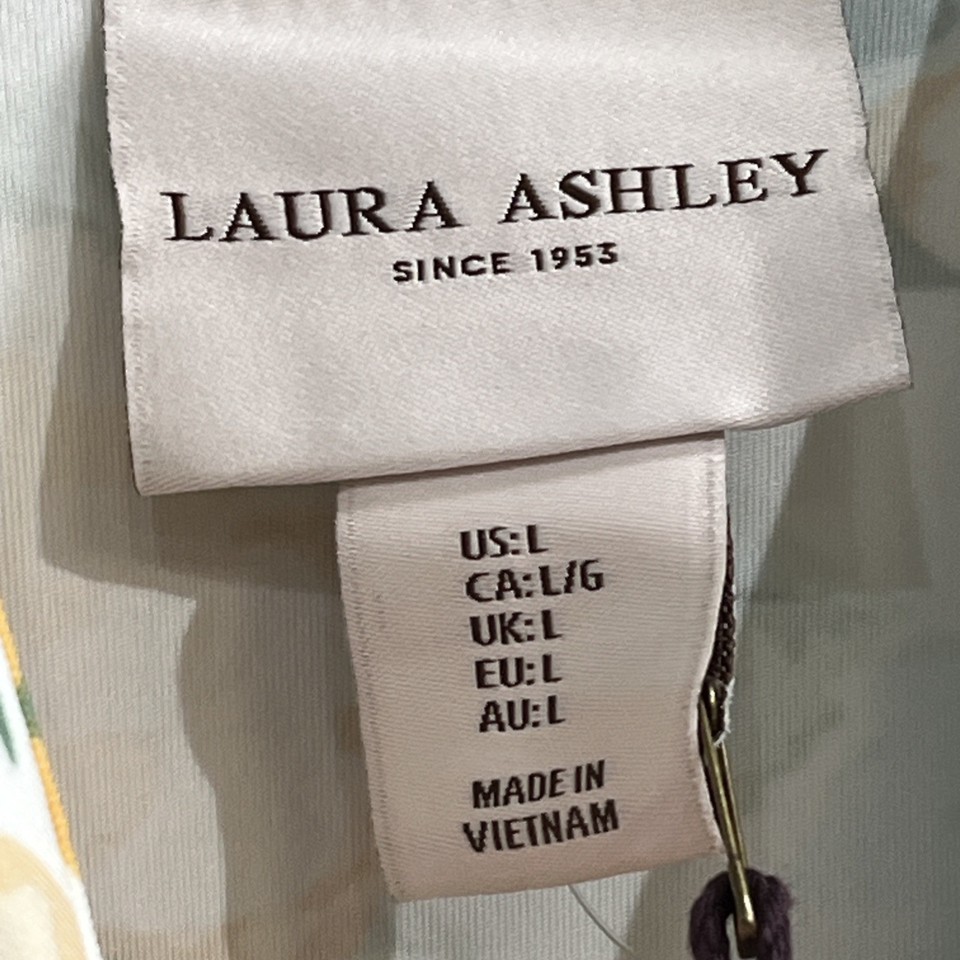 LAURA ASHLEY
SINCE 1953
US: L
CA: L/G
UK: L
EU: L
AU: L
MADE IN
VIETNAM